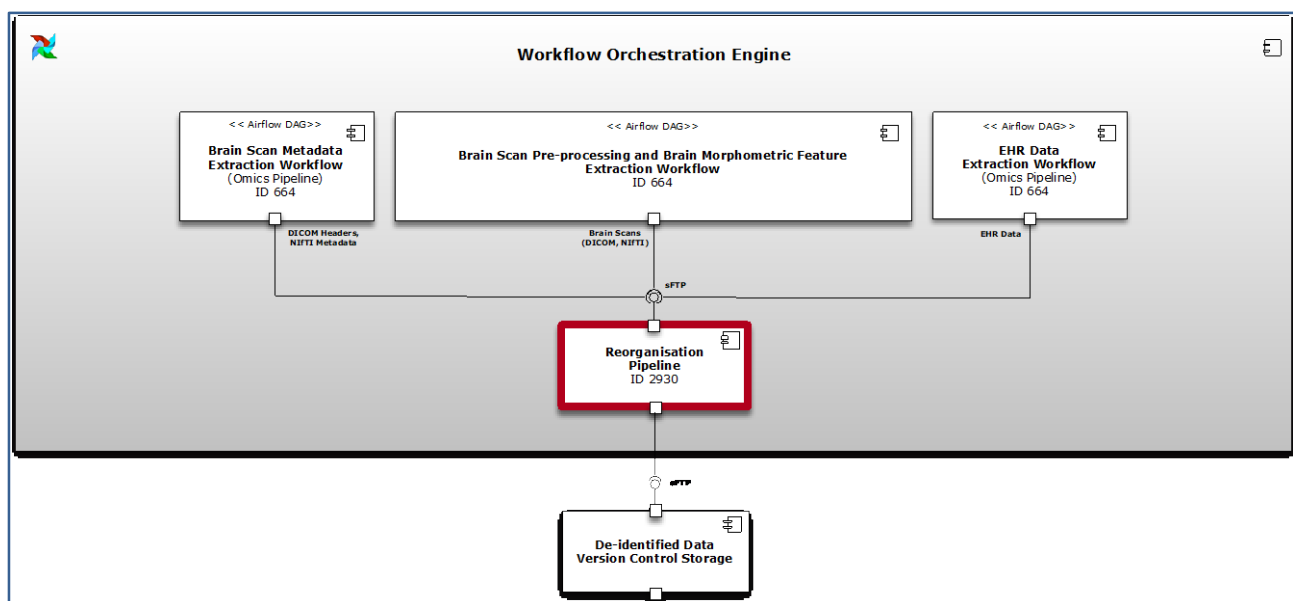 Workflow Orchestration Engine
<< Airflow DAG>>
Brain Scan Metadata
Extraction Workflow
(Omics Pipeline)
ID 664
<< Airflow DAG>>
Brain Scan Pre-processing and Brain Morphometric Feature
Extraction Workflow
ID 664
<< Airflow DAG>>
EHR Data
Extraction Workflow
(Omics Pipeline)
ID 664
DICOM Headers,
NIfTI Metadata
Brain Scans
(DICOM, NIfTI)
EHR Data
sFTP
Reorganisation
Pipeline
ID 2930
sFTP
De-identified Data
Version Control Storage